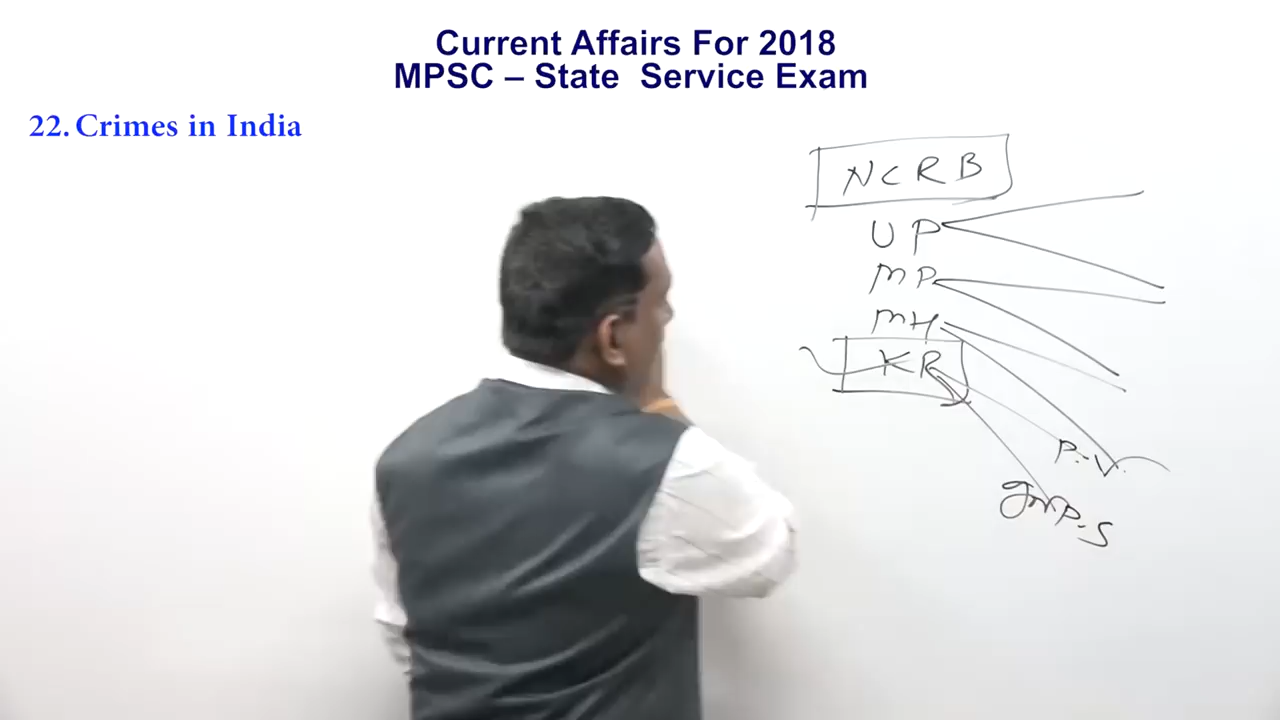 Current Affairs For 2018
MPSC – State Service Exam
22. Crimes in India
NCRB
UP
MP
MH
KR
P.V.
P.S